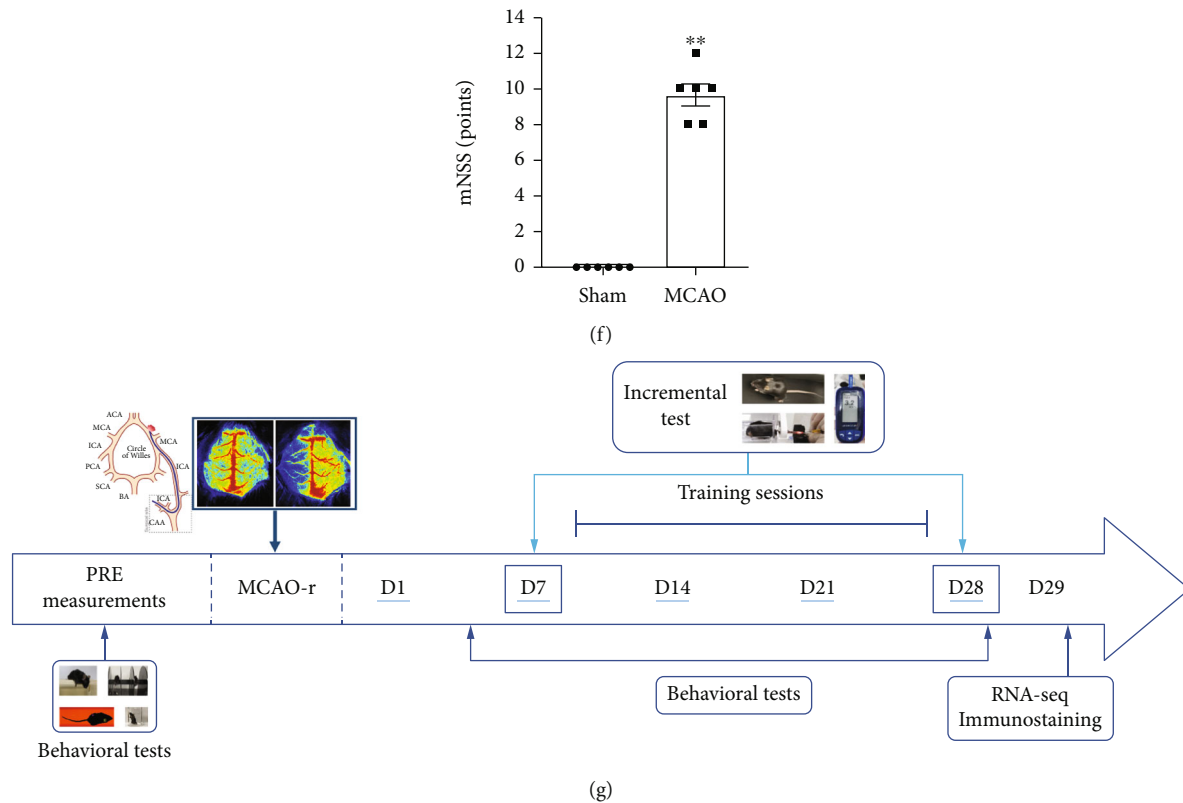 14
12
10
8
6
4
2
0
mNSS (points)
**
Sham
MCAO
(f)
Incremental
test
Training sessions
ACA
MCA
ICA
PCA
SCA
BA
Circle
of Willes
MCA
ICA
ICA
CAA
PRE
measurements
MCAO-r
D1
D7
D14
D21
D28
D29
Behavioral tests
Behavioral tests
RNA-seq
Immunostaining
(g)